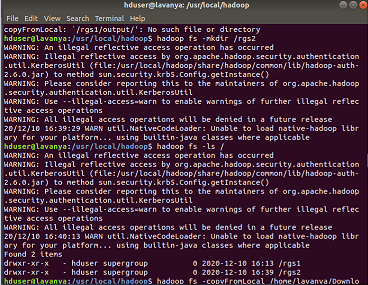 hduser@lavanya: /usr/local/hadoop
File Edit View Search Terminal Help
copyFromLocal: `/rgs1/output/': No such file or directory
hduser@lavanya:/usr/local/hadoop$ hadoop fs -mkdir /rgs2
WARNING: An illegal reflective access operation has occurred
WARNING: Illegal reflective access by org.apache.hadoop.security.authentication
.util.KerberosUtil (file:/usr/local/hadoop/share/hadoop/common/lib/hadoop-auth-
2.6.0.jar) to method sun.security.krb5.Config.getInstance()
WARNING: Please consider reporting this to the maintainers of org.apache.hadoop
.security.authentication.util.KerberosUtil
WARNING: Use --illegal-access=warn to enable warnings of further illegal reflec
tive access operations
WARNING: All illegal access operations will be denied in a future release
20/12/10 16:39:29 WARN util.NativeCodeLoader: Unable to load native-hadoop libr
ary for your platform... using builtin-java classes where applicable
hduser@lavanya:/usr/local/hadoop$ hadoop fs -ls /
WARNING: An illegal reflective access operation has occurred
WARNING: Illegal reflective access by org.apache.hadoop.security.authentication
.util.KerberosUtil (file:/usr/local/hadoop/share/hadoop/common/lib/hadoop-auth-
2.6.0.jar) to method sun.security.krb5.Config.getInstance()
WARNING: Please consider reporting this to the maintainers of org.apache.hadoop
.security.authentication.util.KerberosUtil
WARNING: Use --illegal-access=warn to enable warnings of further illegal reflec
tive access operations
WARNING: All illegal access operations will be denied in a future release
20/12/10 16:40:13 WARN util.NativeCodeLoader: Unable to load native-hadoop libr
ary for your platform... using builtin-java classes where applicable
Found 2 items
drwxr-xr-x - hduser supergroup 0 2020-12-10 16:13 /rgs1
drwxr-xr-x - hduser supergroup 0 2020-12-10 16:39 /rgs2
hduser@lavanya:/usr/local/hadoop$ hadoop fs -copyFromLocal /home/lavanya/Downlo